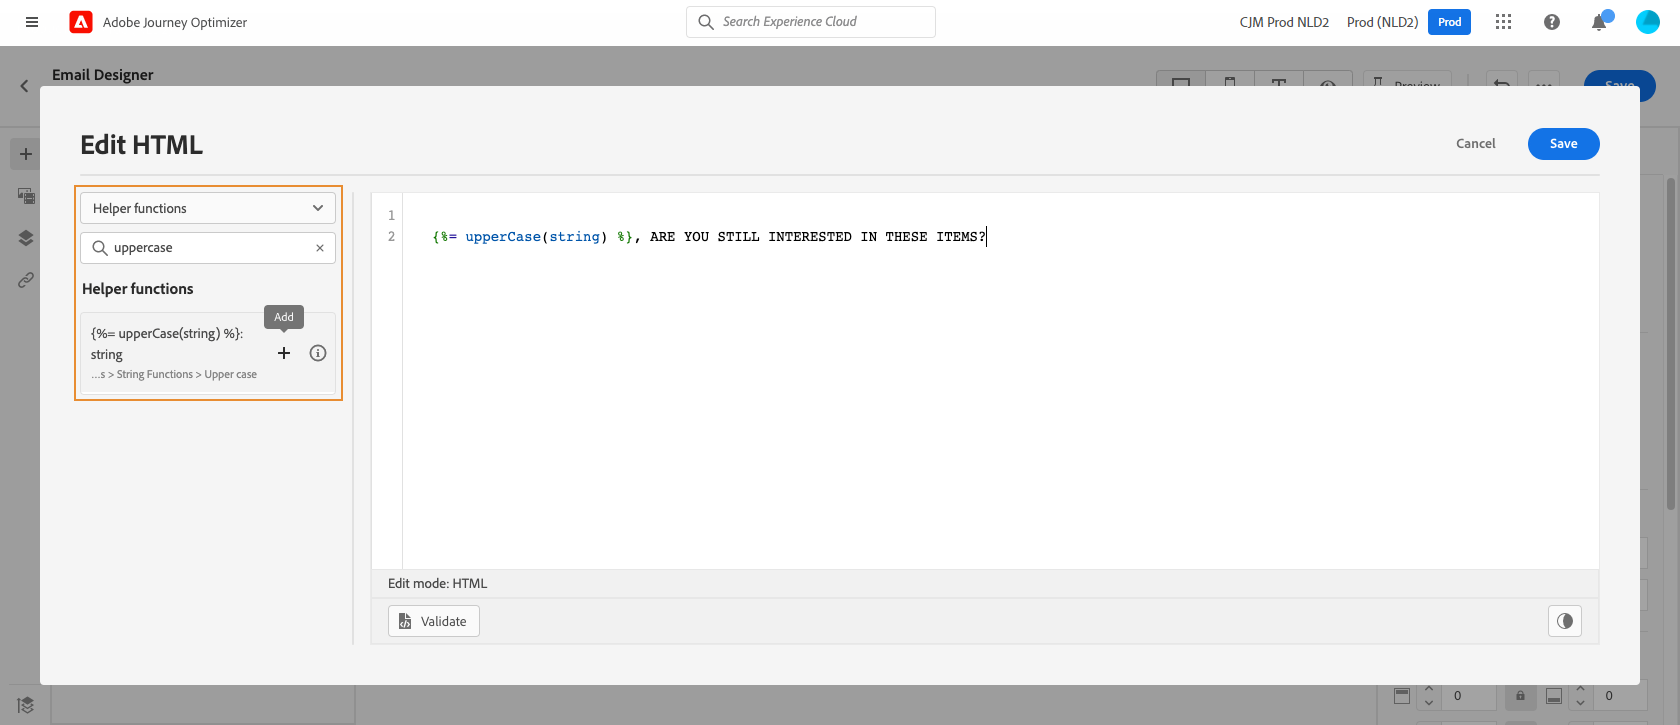 Adobe Journey Optimizer
Search Experience Cloud
CJM Prod NLD2
Prod (NLD2)
Prod
Email Designer
Preview
Save
Edit HTML
Cancel
Save
Helper functions
uppercase
Helper functions
Add
{%= upperCase(string) %}:
string
...s > String Functions > Upper case
1
2
{%= upperCase(string) %}, ARE YOU STILL INTERESTED IN THESE ITEMS?
Edit mode: HTML
Validate
0
0